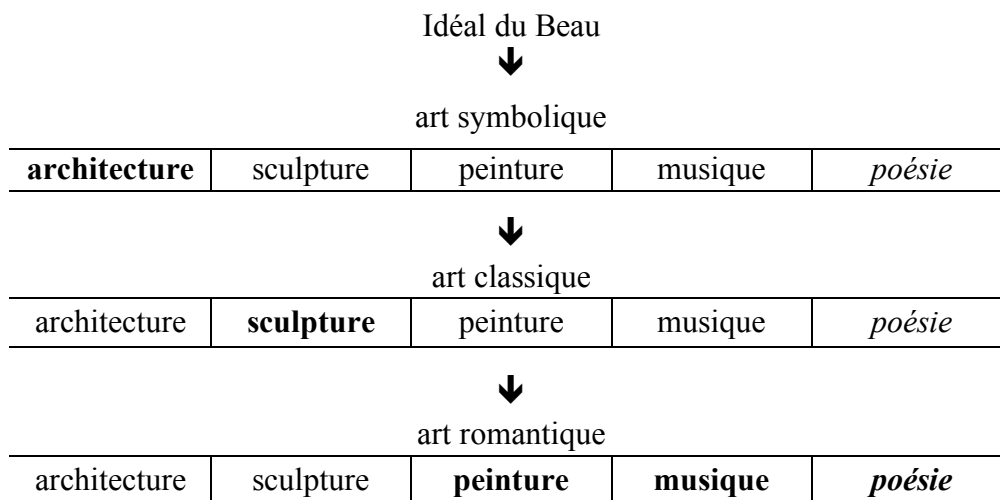 Idéal du Beau
🡻
art symbolique
architecture sculpture peinture musique poésie
🡻
art classique
architecture sculpture peinture musique poésie
🡻
art romantique
architecture sculpture peinture musique poésie